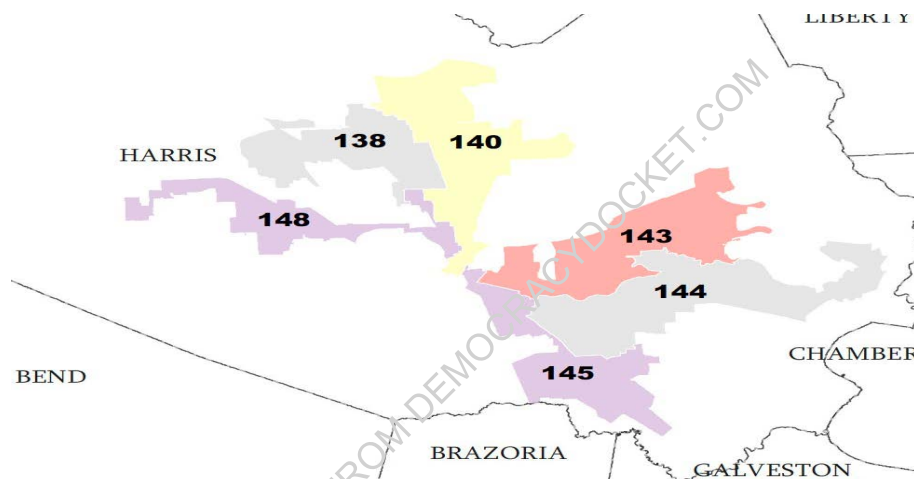 LIBERTY
138
140
HARRIS
148
143
144
CHAMBER
BEND
145
BRAZORIA
GALVESTON
FROM DEMOCRACYDOCKET.COM